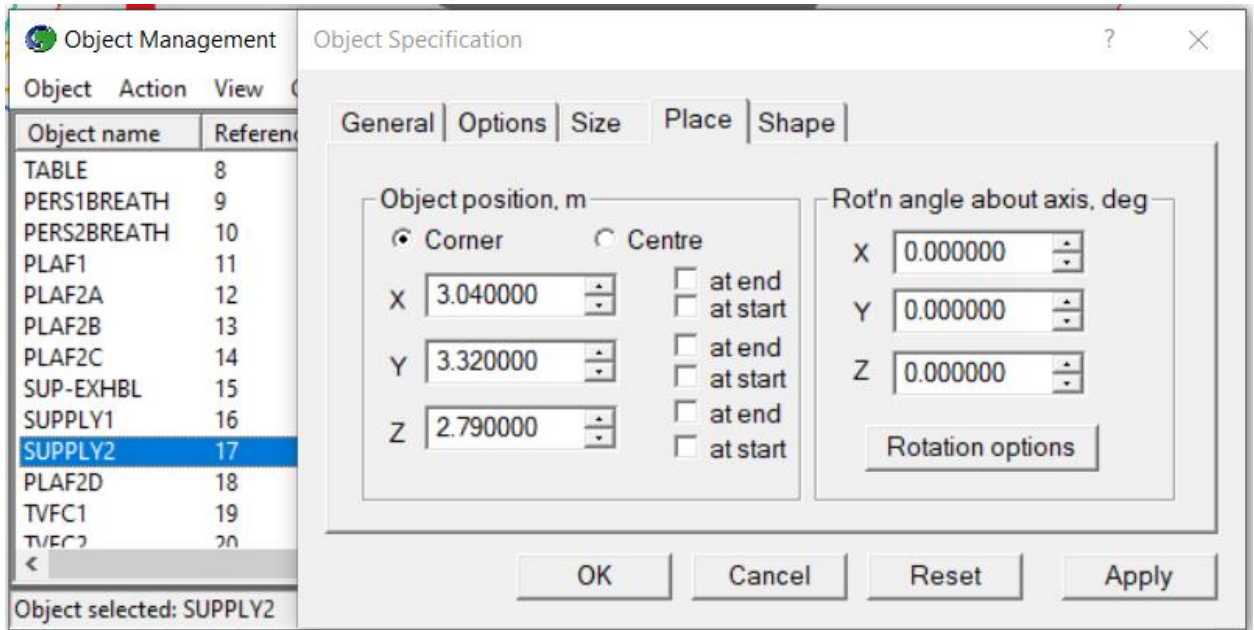 Object Management
Object Action View
Object name Referen
TABLE 8
PERS1BREATH 9
PERS2BREATH 10
PLAF1 11
PLAF2A 12
PLAF2B 13
PLAF2C 14
SUP-EXHBL 15
SUPPLY1 16
SUPPLY2 17
PLAF2D 18
TVFC1 19
TVFC2 20
<
Object selected: SUPPLY2
Object Specification ? ×
General Options Size Place Shape
Object position, m
Corner Centre
X 3.040000 at end
at start
Y 3.320000 at end
at start
Z 2.790000 at end
at start
Rot'n angle about axis, deg
X 0.000000
Y 0.000000
Z 0.000000
Rotation options
OK Cancel Reset Apply